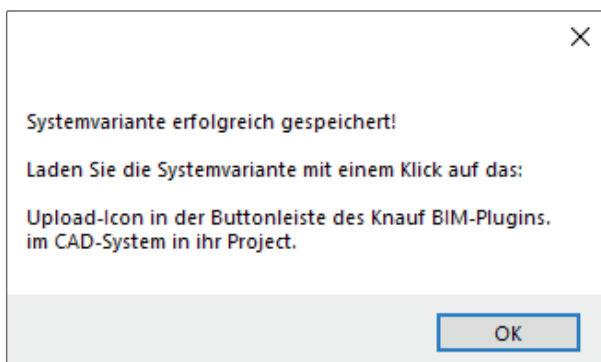 Systemvariante erfolgreich gespeichert!
Laden Sie die Systemvariante mit einem Klick auf das:
Upload-Icon in der Buttonleiste des Knauf BIM-Plugins.
im CAD-System in ihr Project.
OK